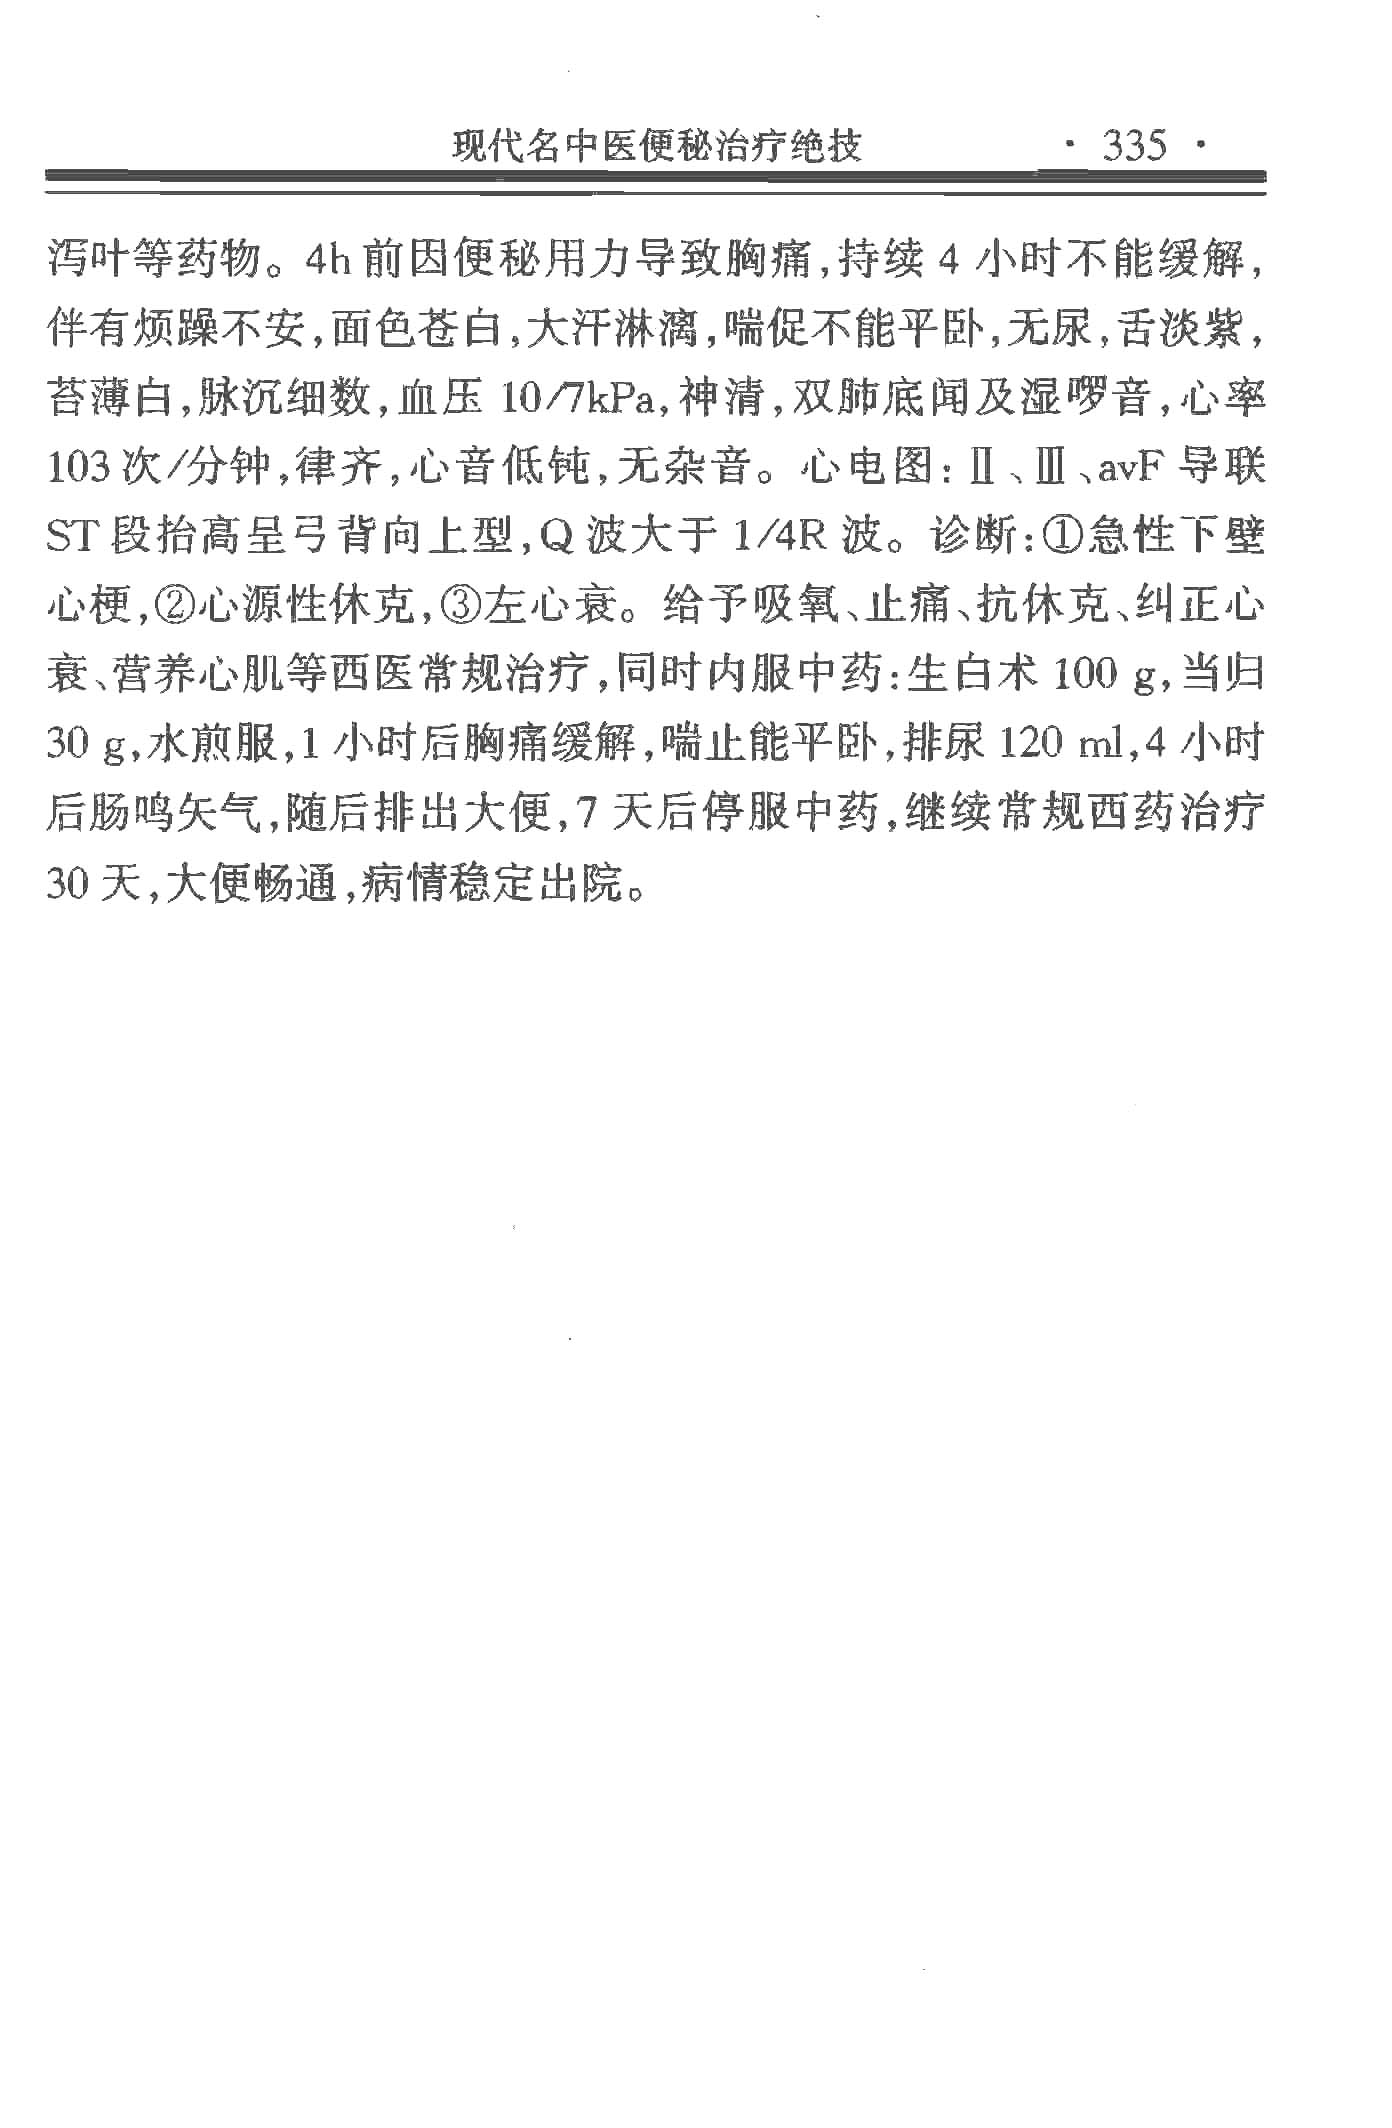 现代名中医便秘治疗绝技 · 335 ·
泻叶等药物。4h前因便秘用力导致胸痛,持续 4 小时不能缓解,
伴有烦躁不安,面色苍白,大汗淋漓,喘促不能平卧,无尿,舌淡紫,
苔薄白,脉沉细数,血压 10/7kPa,神清,双肺底闻及湿啰音,心率
103次/分钟,律齐,心音低钝,无杂音。心电图:Ⅱ、Ⅲ、avF 导联
ST 段抬高呈弓背向上型,Q 波大于 1/4R 波。诊断:①急性下壁
心梗,②心源性休克,③左心衰。给予吸氧、止痛、抗休克、纠正心
衰、营养心肌等西医常规治疗,同时内服中药:生白术 100 g,当归
30 g,水煎服,1 小时后胸痛缓解,喘止能平卧,排尿 120 ml,4 小时
后肠鸣矢气,随后排出大便,7 天后停服中药,继续常规西药治疗
30 天,大便畅通,病情稳定出院。